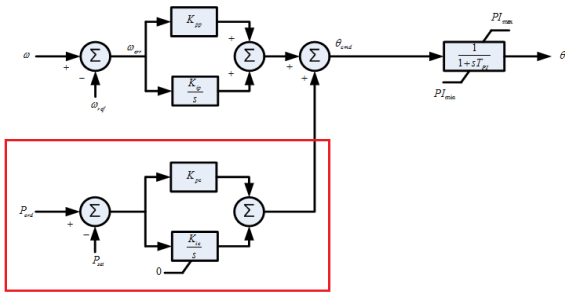 K_pp
PI_max
ω
Σ
ω_err
+
−
ω_ref
K_ip
s
+
+
Σ
+
+
Σ
θ_cmd
1
1+sT_PI
θ
PI_min
P_ord
Σ
+
−
P_set
K_pc
K_ic
s
0
Σ